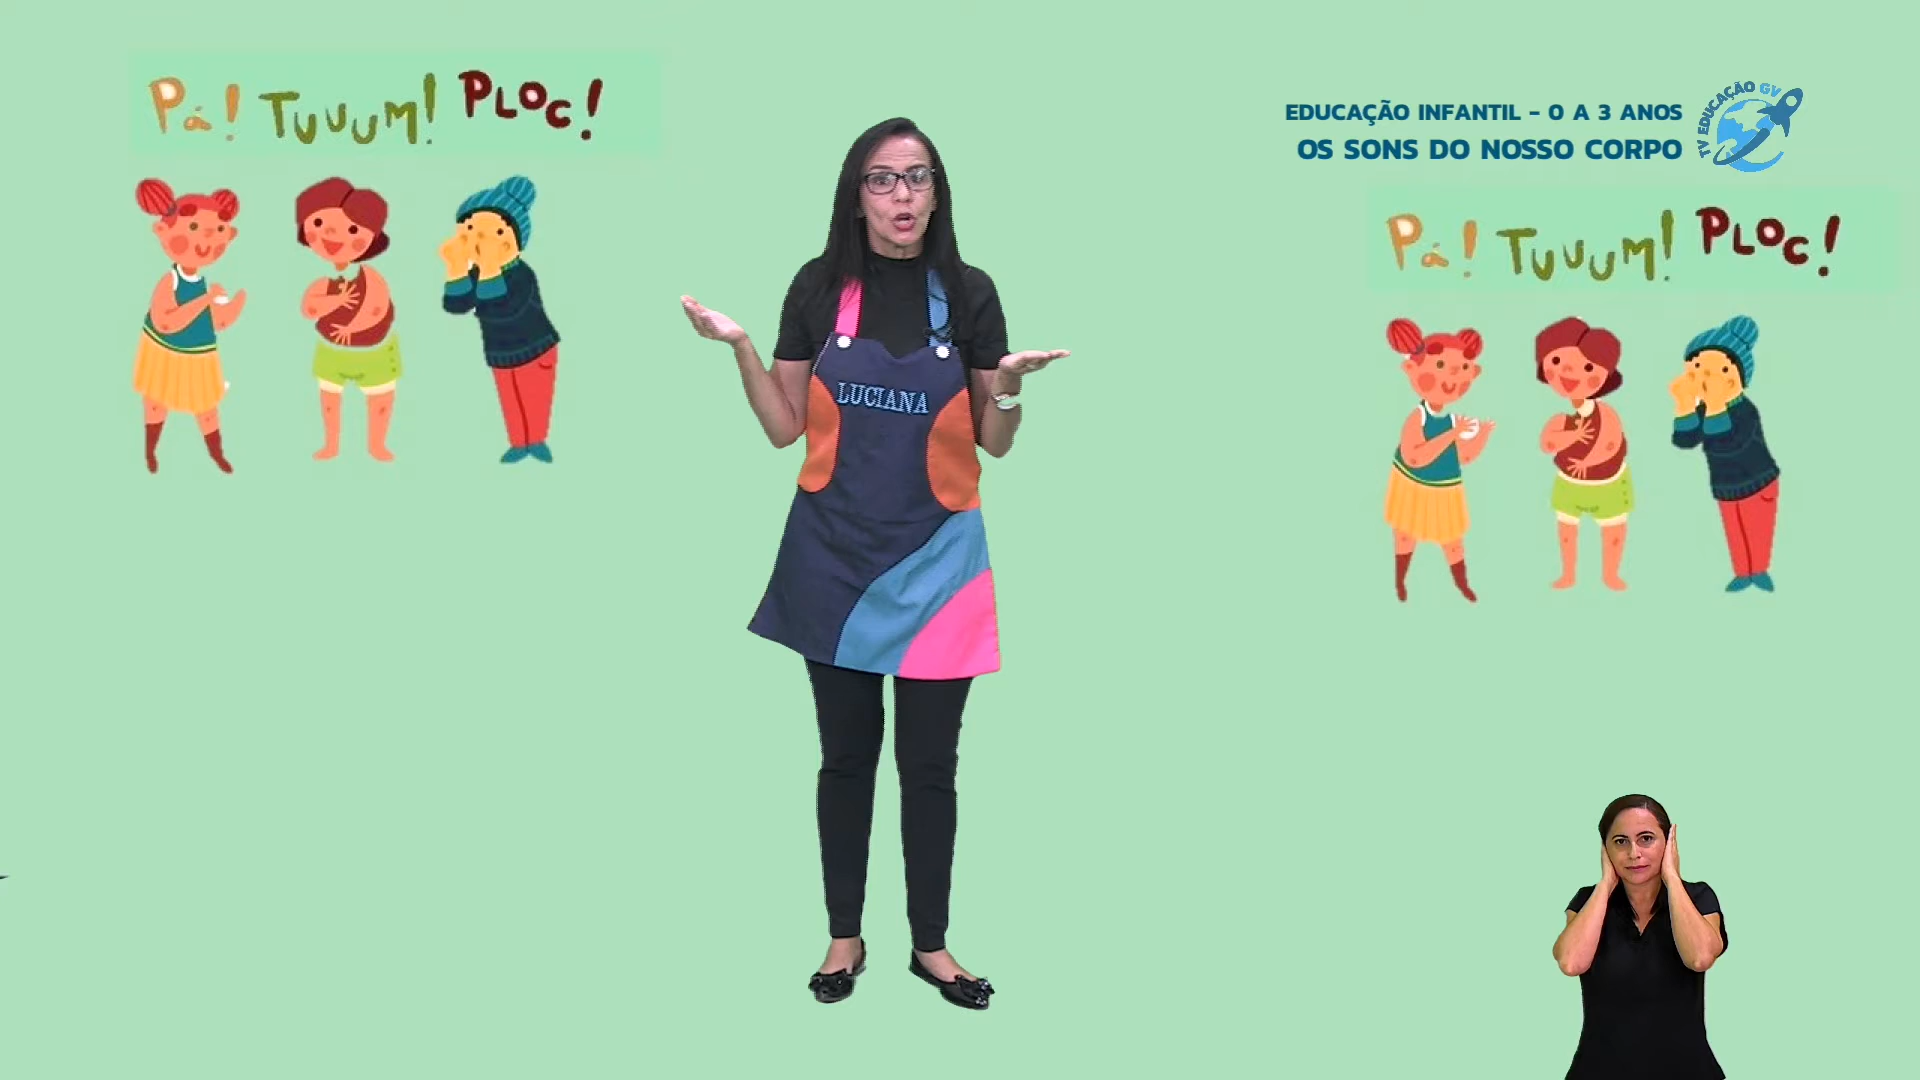 Pá! TUUUM! PLOC!
EDUCAÇÃO INFANTIL - 0 A 3 ANOS
OS SONS DO NOSSO CORPO
TV EDUCAÇÃO GV
Pá! TUUUM! PLOC!
LUCIANA